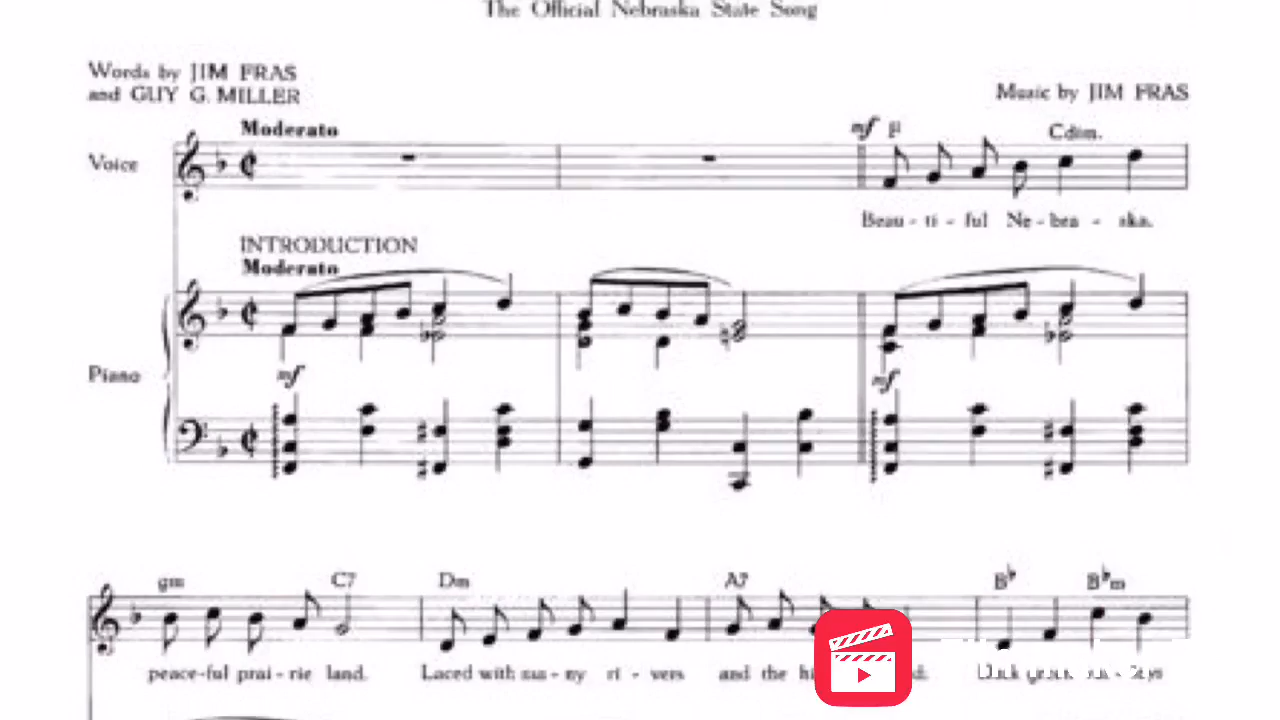 The Official Nebraska State Song
Words by JIM FRAS
and GUY G. MILLER
Music by JIM FRAS
Moderato
mf F Cdim.
Voice
Beau - ti - ful Ne - bra - ska.
INTRODUCTION
Moderato
Piano
mf mf
gm C7 Dm A7 B♭ B♭m
peace-ful prai - rie land. Laced with ri - vers and the